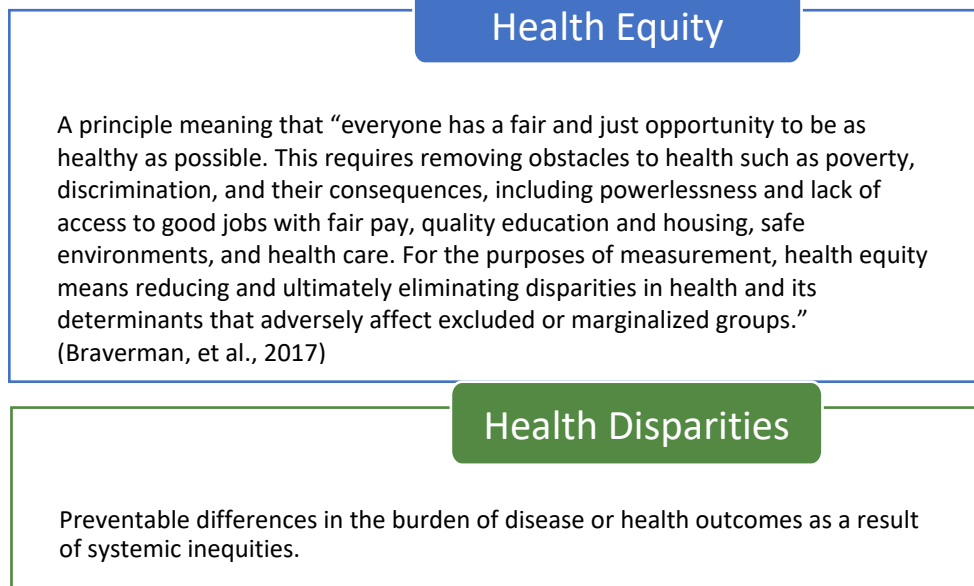 Health Equity
A principle meaning that “everyone has a fair and just opportunity to be as
healthy as possible. This requires removing obstacles to health such as poverty,
discrimination, and their consequences, including powerlessness and lack of
access to good jobs with fair pay, quality education and housing, safe
environments, and health care. For the purposes of measurement, health equity
means reducing and ultimately eliminating disparities in health and its
determinants that adversely affect excluded or marginalized groups.”
(Braverman, et al., 2017)
Health Disparities
Preventable differences in the burden of disease or health outcomes as a result
of systemic inequities.